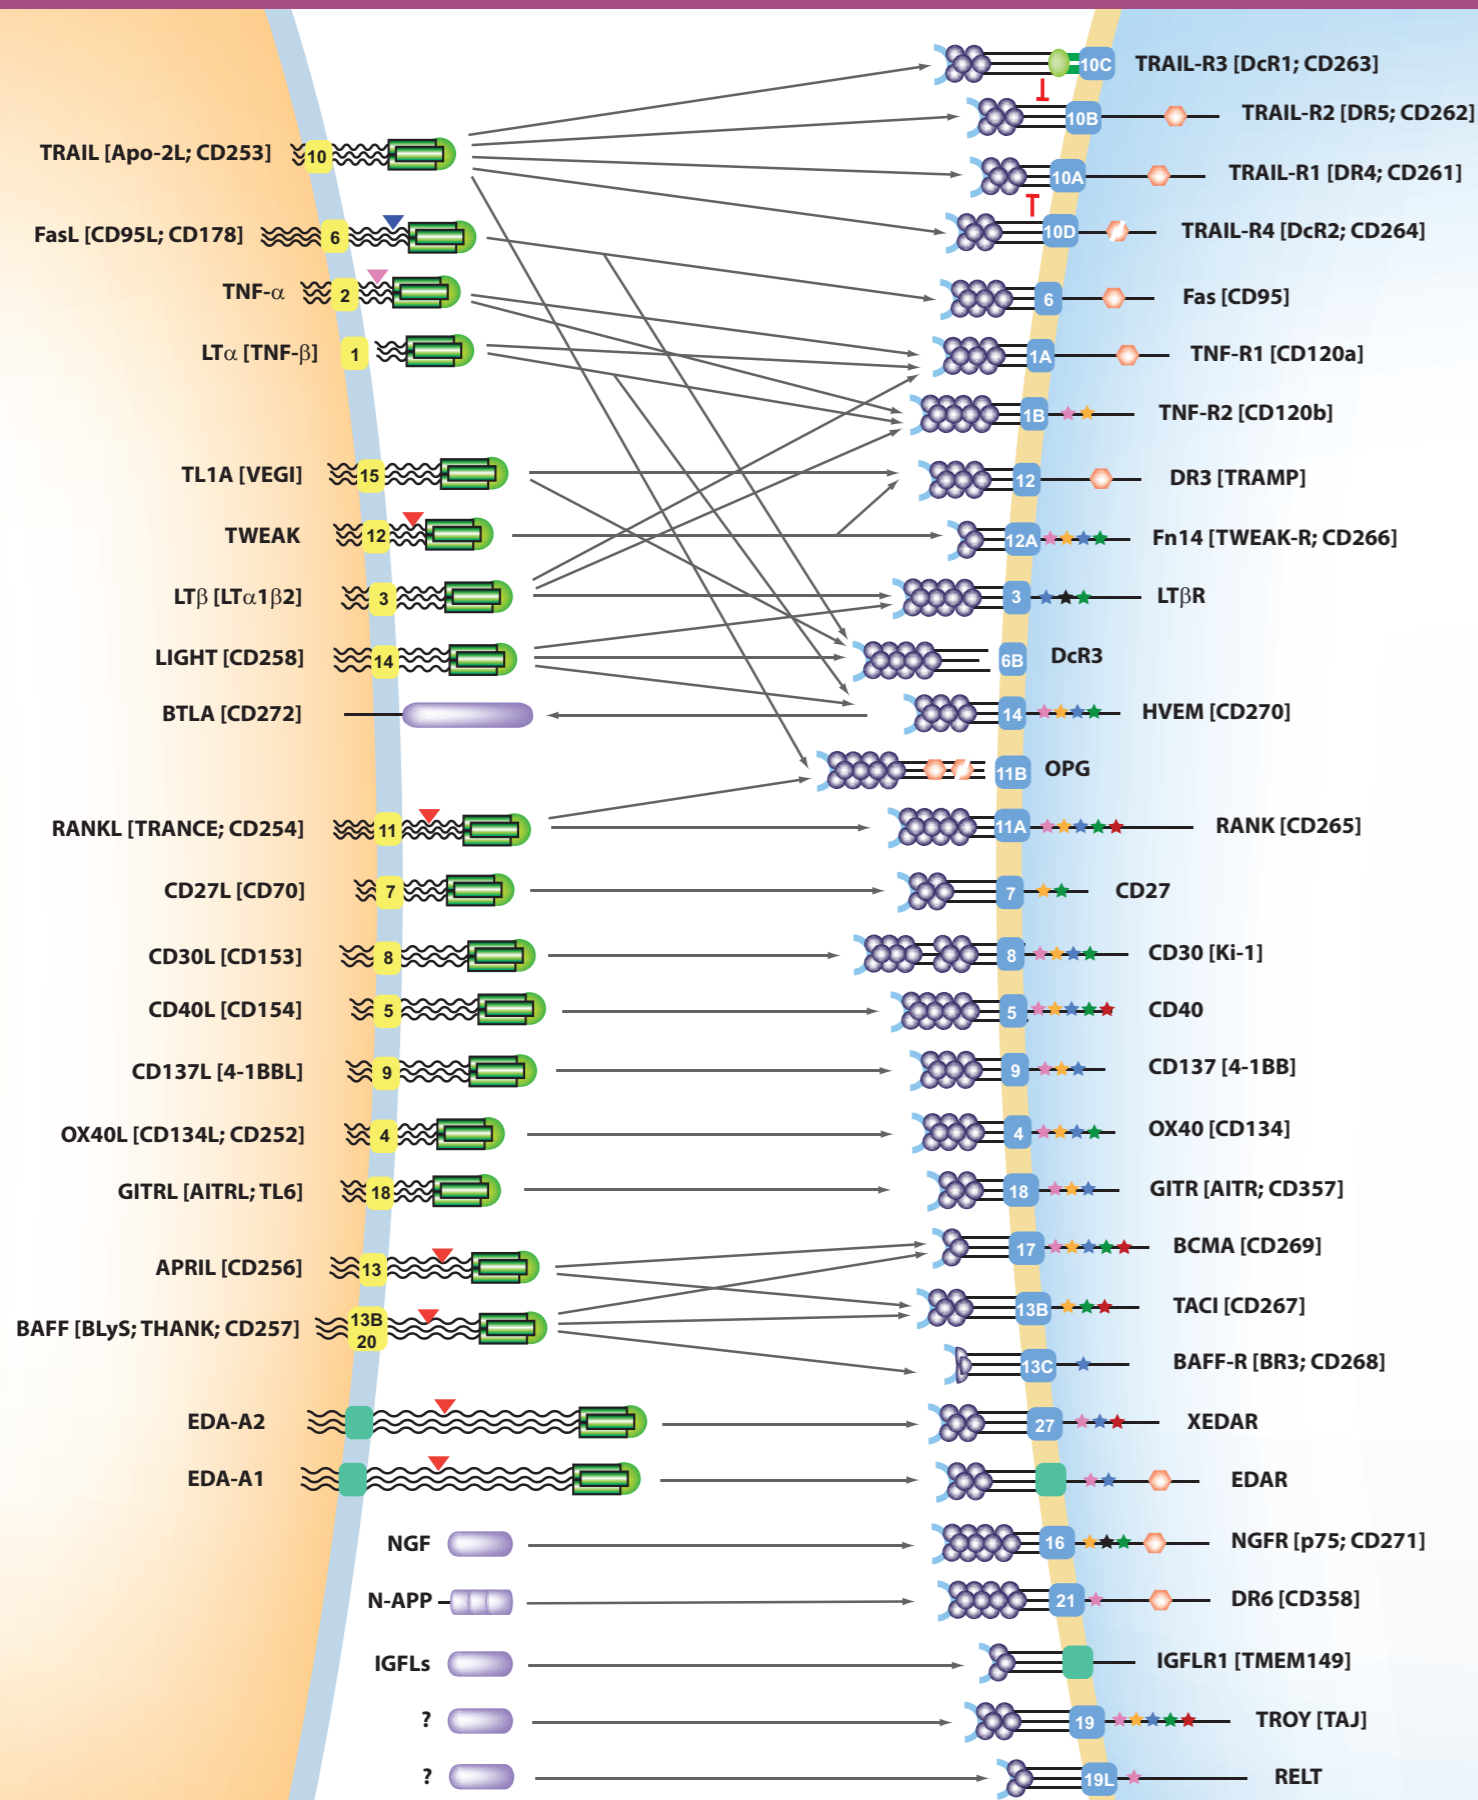 10C TRAIL-R3 [DcR1; CD263]
10B TRAIL-R2 [DR5; CD262]
TRAIL [Apo-2L; CD253] 10
10A TRAIL-R1 [DR4; CD261]
FasL [CD95L; CD178] 6
10D TRAIL-R4 [DcR2; CD264]
TNF-α 2
6 Fas [CD95]
LTα [TNF-β] 1
1A TNF-R1 [CD120a]
1B TNF-R2 [CD120b]
TL1A [VEGI] 15
12 DR3 [TRAMP]
TWEAK 12
12A Fn14 [TWEAK-R; CD266]
LTβ [LTα1β2] 3
3 LTβR
LIGHT [CD258] 14
6B DcR3
BTLA [CD272]
14 HVEM [CD270]
11B OPG
RANKL [TRANCE; CD254] 11
11A RANK [CD265]
CD27L [CD70] 7
7 CD27
CD30L [CD153] 8
8 CD30 [Ki-1]
CD40L [CD154] 5
5 CD40
CD137L [4-1BBL] 9
9 CD137 [4-1BB]
OX40L [CD134L; CD252] 4
4 OX40 [CD134]
GITRL [AITRL; TL6] 18
18 GITR [AITR; CD357]
APRIL [CD256] 13
17 BCMA [CD269]
BAFF [BLyS; THANK; CD257] 13B
20
13B TACI [CD267]
13C BAFF-R [BR3; CD268]
EDA-A2
27 XEDAR
EDA-A1
EDAR
NGF
16 NGFR [p75; CD271]
N-APP
21 DR6 [CD358]
IGFLs
IGFLR1 [TMEM149]
?
19 TROY [TAJ]
?
19L RELT